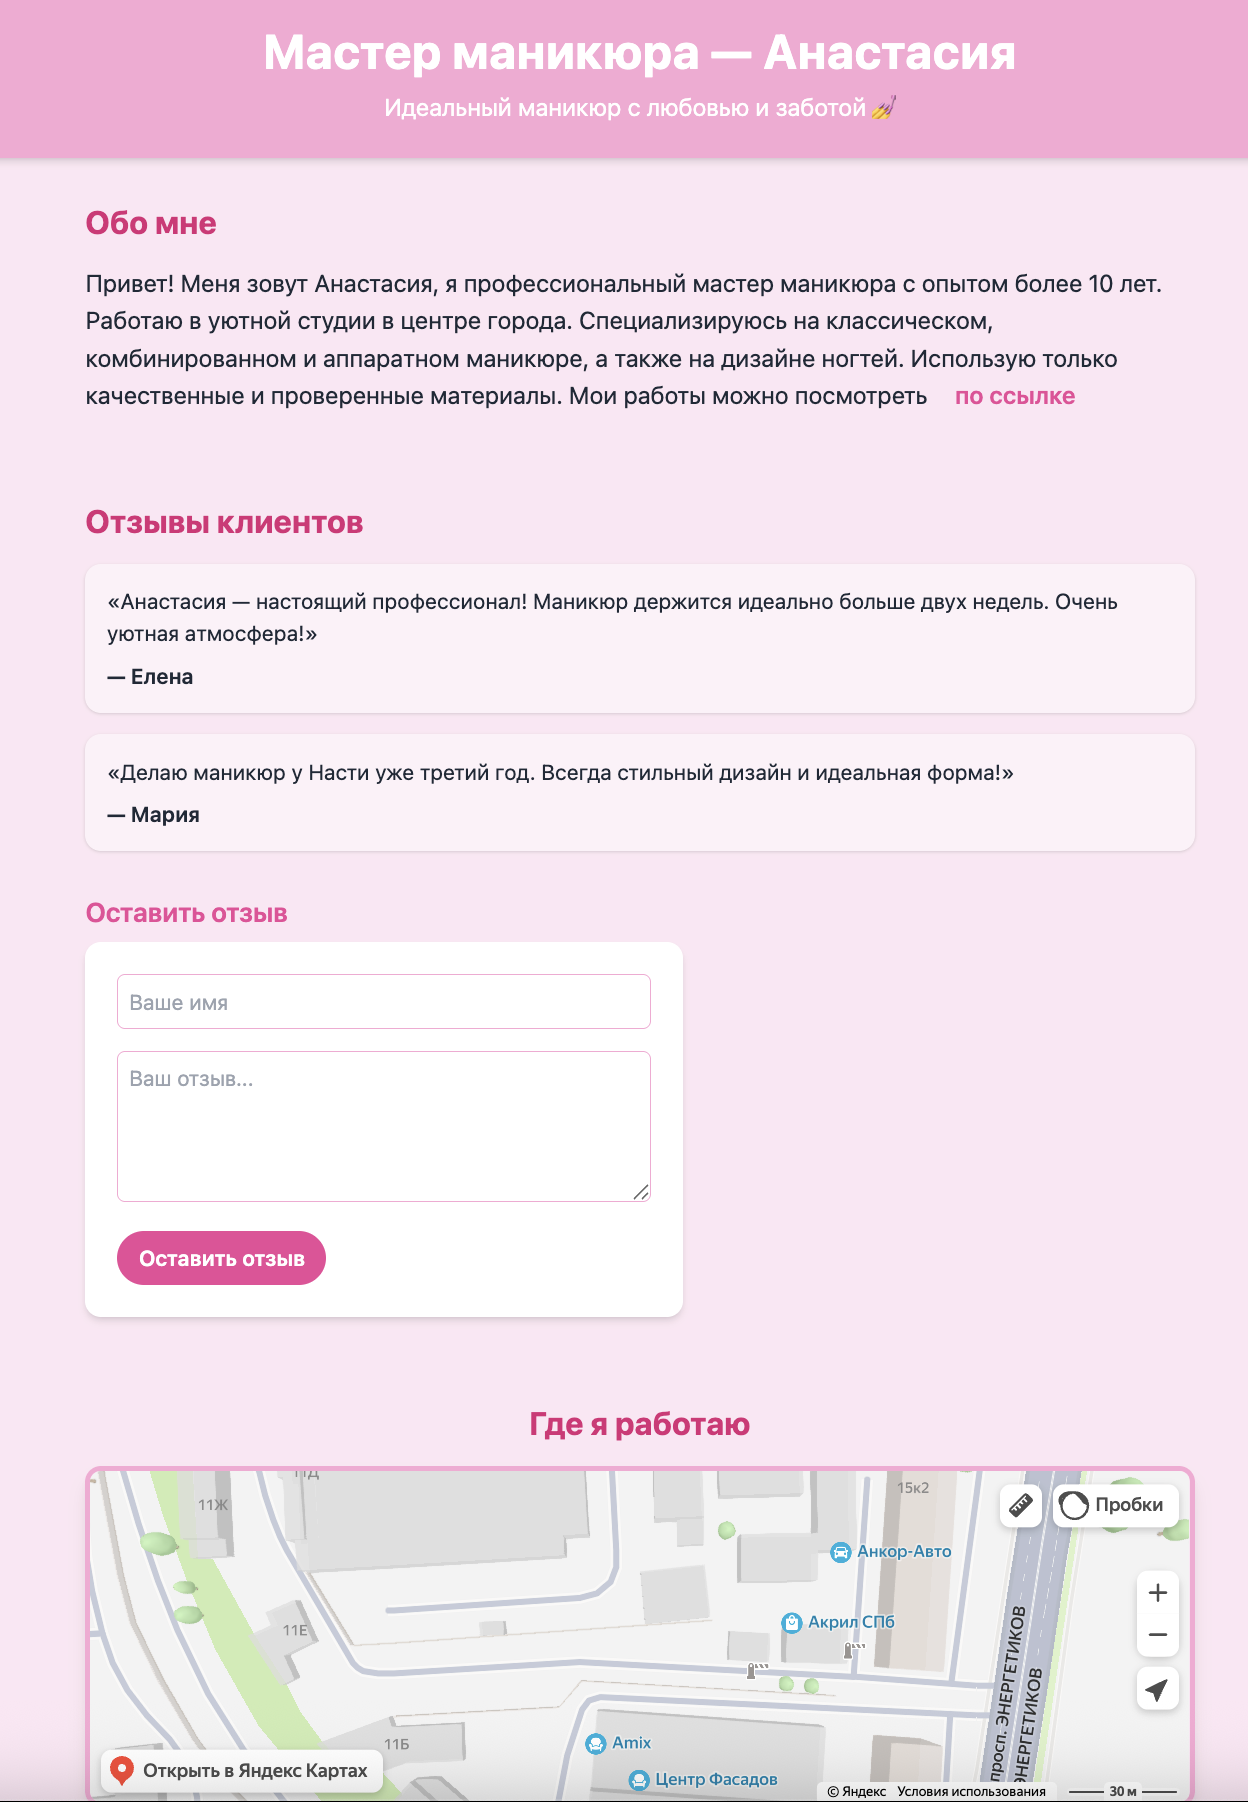 Мастер маникюра — Анастасия
Идеальный маникюр с любовью и заботой 💅
Обо мне
Привет! Меня зовут Анастасия, я профессиональный мастер маникюра с опытом более 10 лет.
Работаю в уютной студии в центре города. Специализируюсь на классическом,
комбинированном и аппаратном маникюре, а также на дизайне ногтей. Использую только
качественные и проверенные материалы. Мои работы можно посмотреть по ссылке
Отзывы клиентов
«Анастасия — настоящий профессионал! Маникюр держится идеально больше двух недель. Очень
уютная атмосфера!»
— Елена
«Делаю маникюр у Насти уже третий год. Всегда стильный дизайн и идеальная форма!»
— Мария
Оставить отзыв
Ваше имя
Ваш отзыв...
Оставить отзыв
Где я работаю
11Д
15к2
11Ж
Пробки
Анкор-Авто
Акрил СПб
11Е
просп. ЭНЕРГЕТИКОВ
ЭНЕРГЕТИКОВ
11Б
Amix
Открыть в Яндекс Картах
Центр Фасадов
© Яндекс Условия использования
30 м